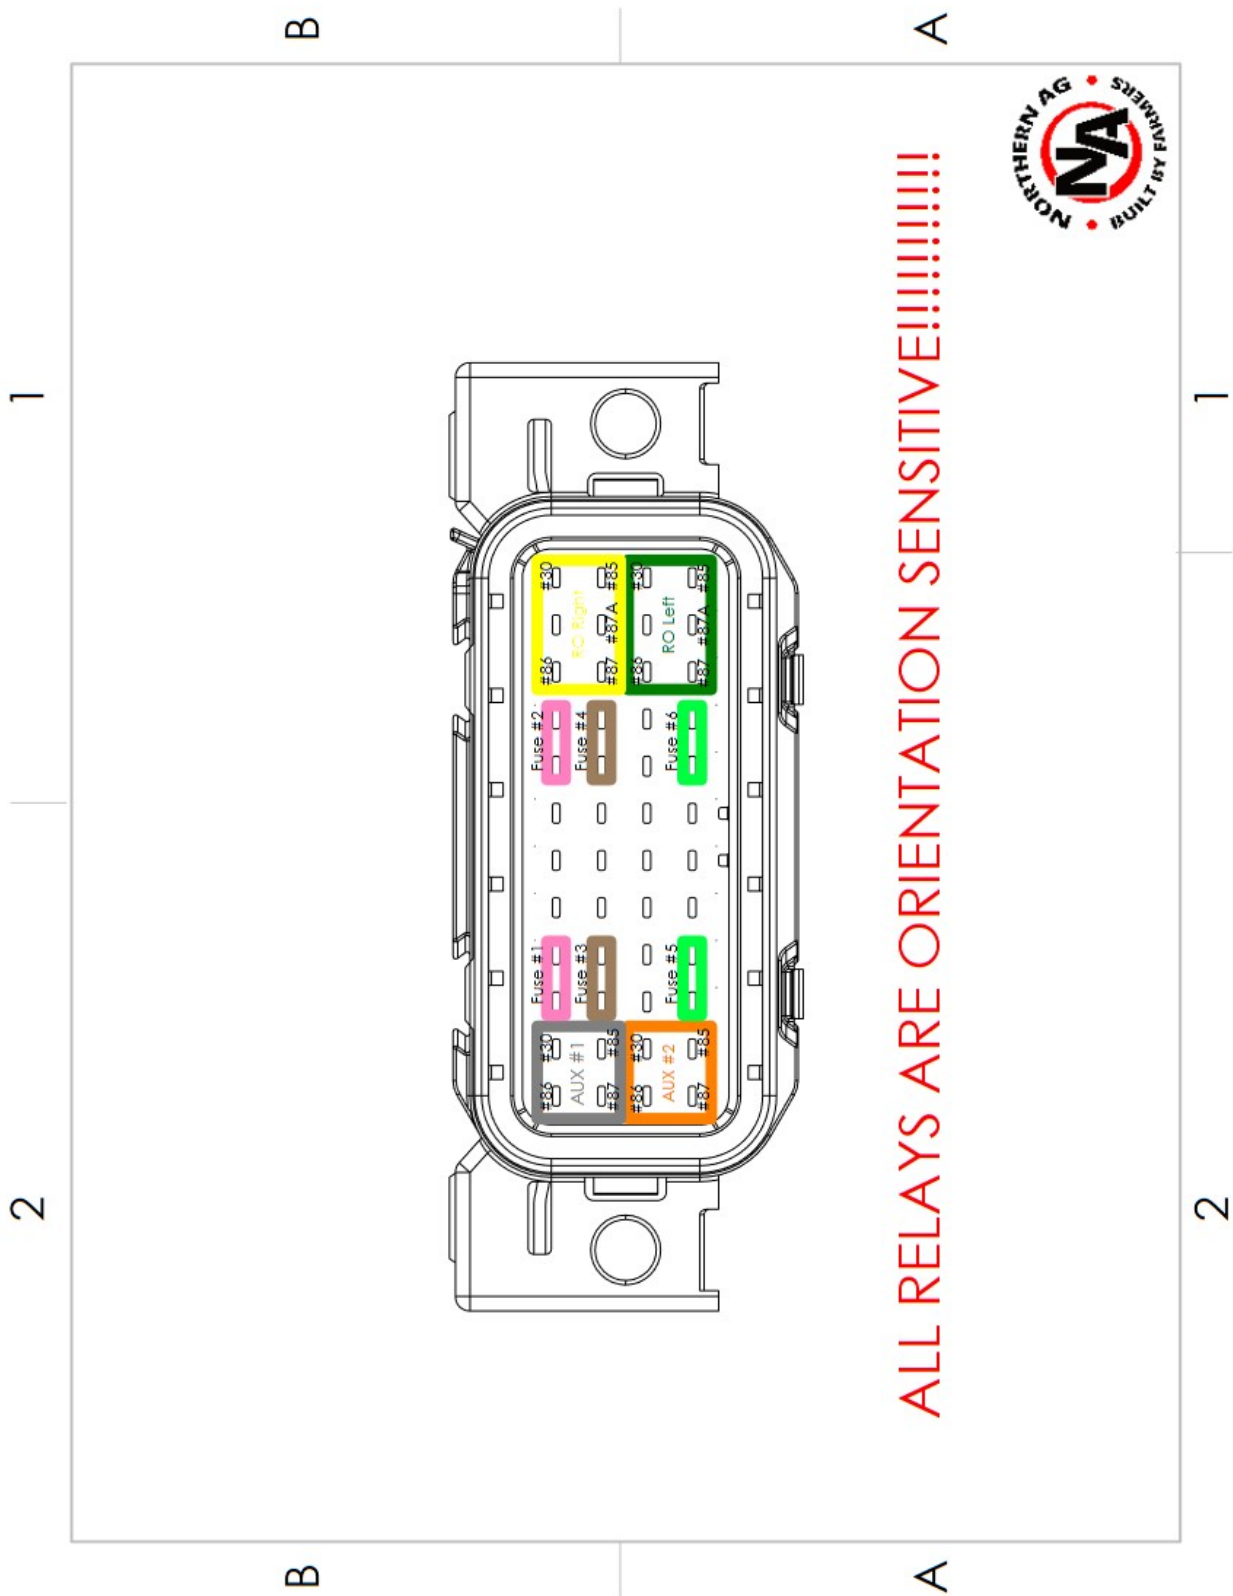 2 1
B B
#86 #30 Fuse #1 Fuse #2 #86 #30
AUX #1 Fuse #3 Fuse #4 RO Right
#87 #85 #87 #87A #85
#86 #30 #86 #30
AUX #2 Fuse #5 Fuse #6 RO Left
#87 #85 #87 #87A #85
A A
ALL RELAYS ARE ORIENTATION SENSITIVE!!!!!!!!!!!
NORTHERN AG
NA
BUILT BY FARMERS
2 1